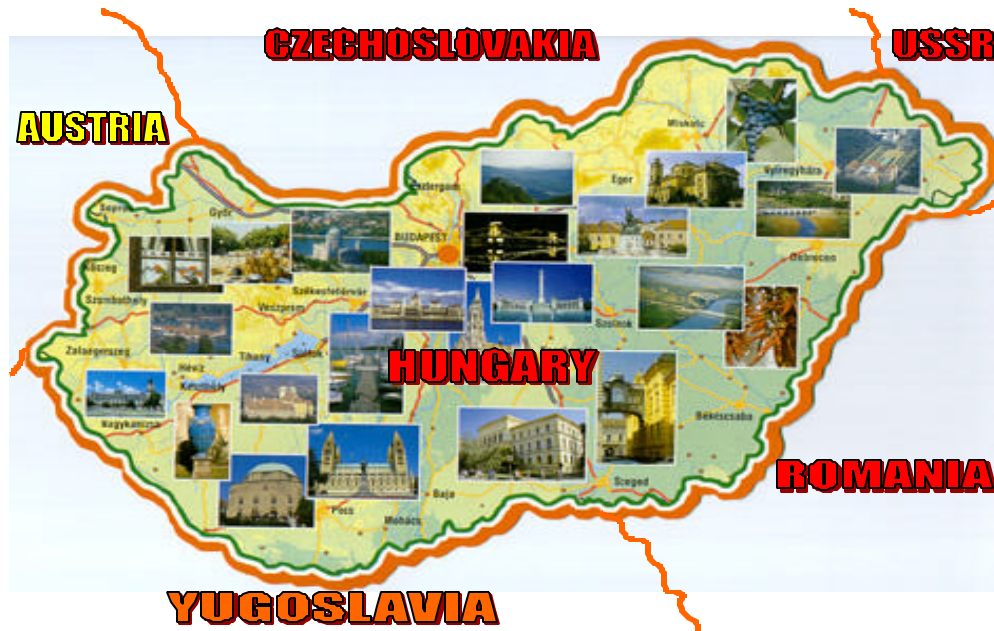 CZECHOSLOVAKIA
USSR
AUSTRIA
Miskolc
Nyíregyháza
Eger
Esztergom
Sopron
Győr
BUDAPEST
Debrecen
Kőszeg
Székesfehérvár
Szombathely
Veszprém
Szolnok
Zalaegerszeg
Tihany
Siófok
Hévíz
HUNGARY
Keszthely
Békéscsaba
Nagykanizsa
ROMANIA
Szeged
Baja
Pécs
Mohács
YUGOSLAVIA